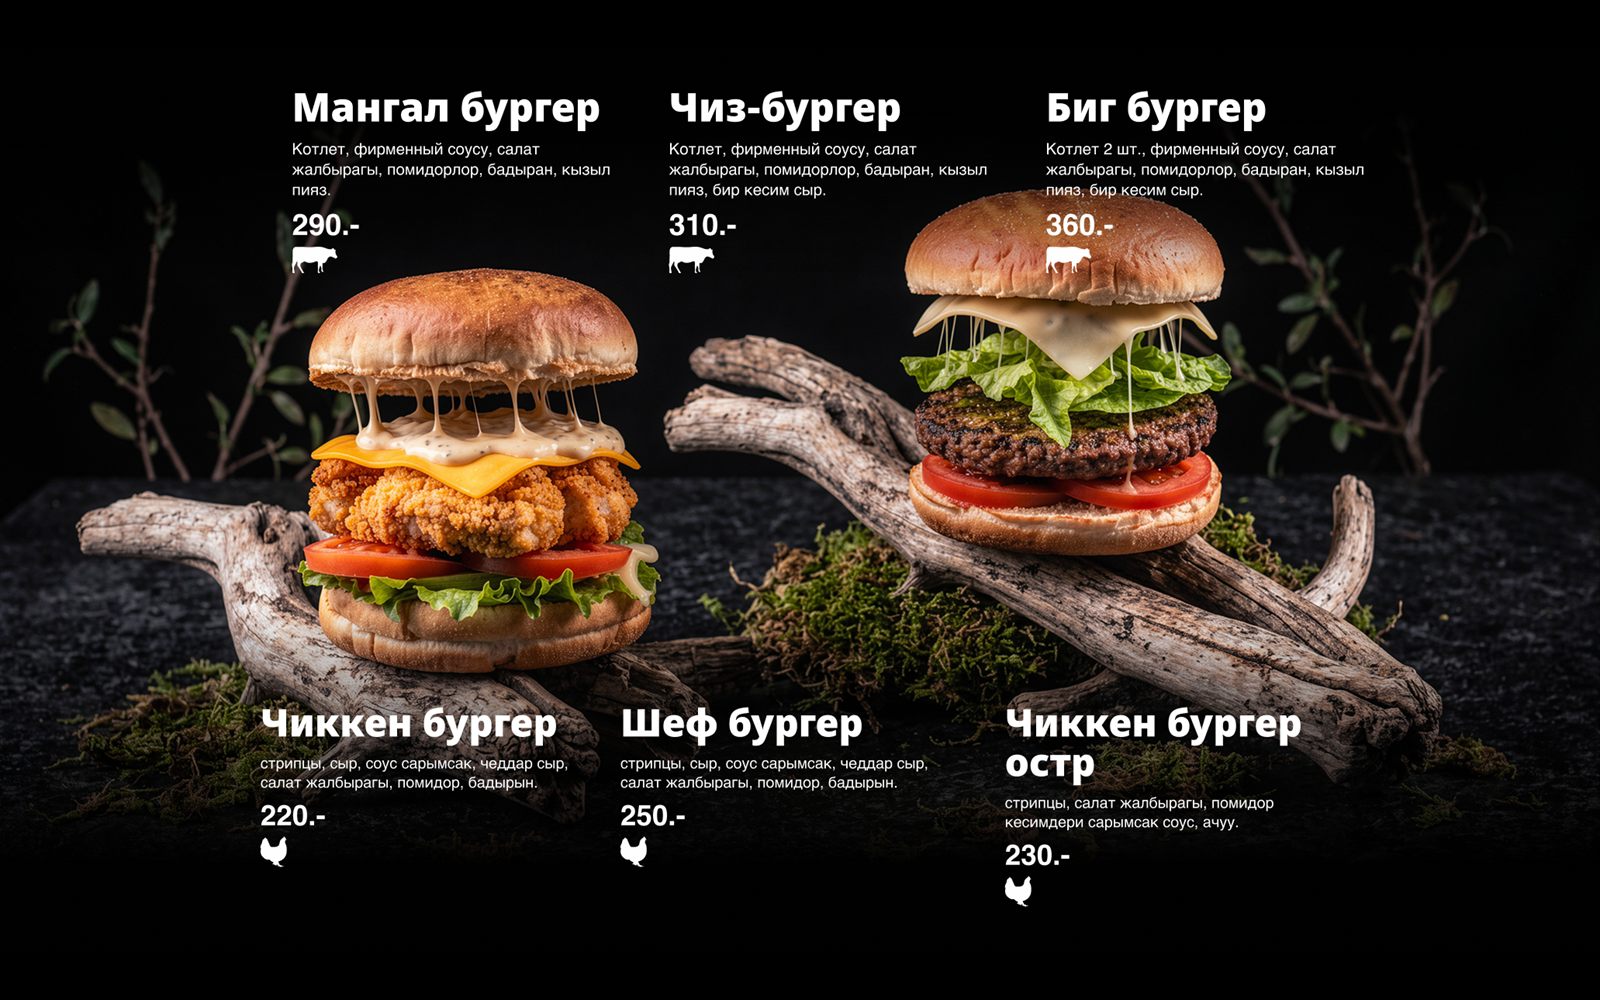 Мангал бургер
Котлет, фирменный соусу, салат
жалбырагы, помидорлор, бадыран, кызыл
пияз.
290.-
Чиз-бургер
Котлет, фирменный соусу, салат
жалбырагы, помидорлор, бадыран, кызыл
пияз, бир кесим сыр.
310.-
Биг бургер
Котлет 2 шт., фирменный соусу, салат
жалбырагы, помидорлор, бадыран, кызыл
пияз, бир кесим сыр.
360.-
Чиккен бургер
стрипцы, сыр, соус сарымсак, чеддар сыр,
салат жалбырагы, помидор, бадырын.
220.-
Шеф бургер
стрипцы, сыр, соус сарымсак, чеддар сыр,
салат жалбырагы, помидор, бадырын.
250.-
Чиккен бургер
остр
стрипцы, салат жалбырагы, помидор
кесимдери сарымсак соус, ачуу.
230.-